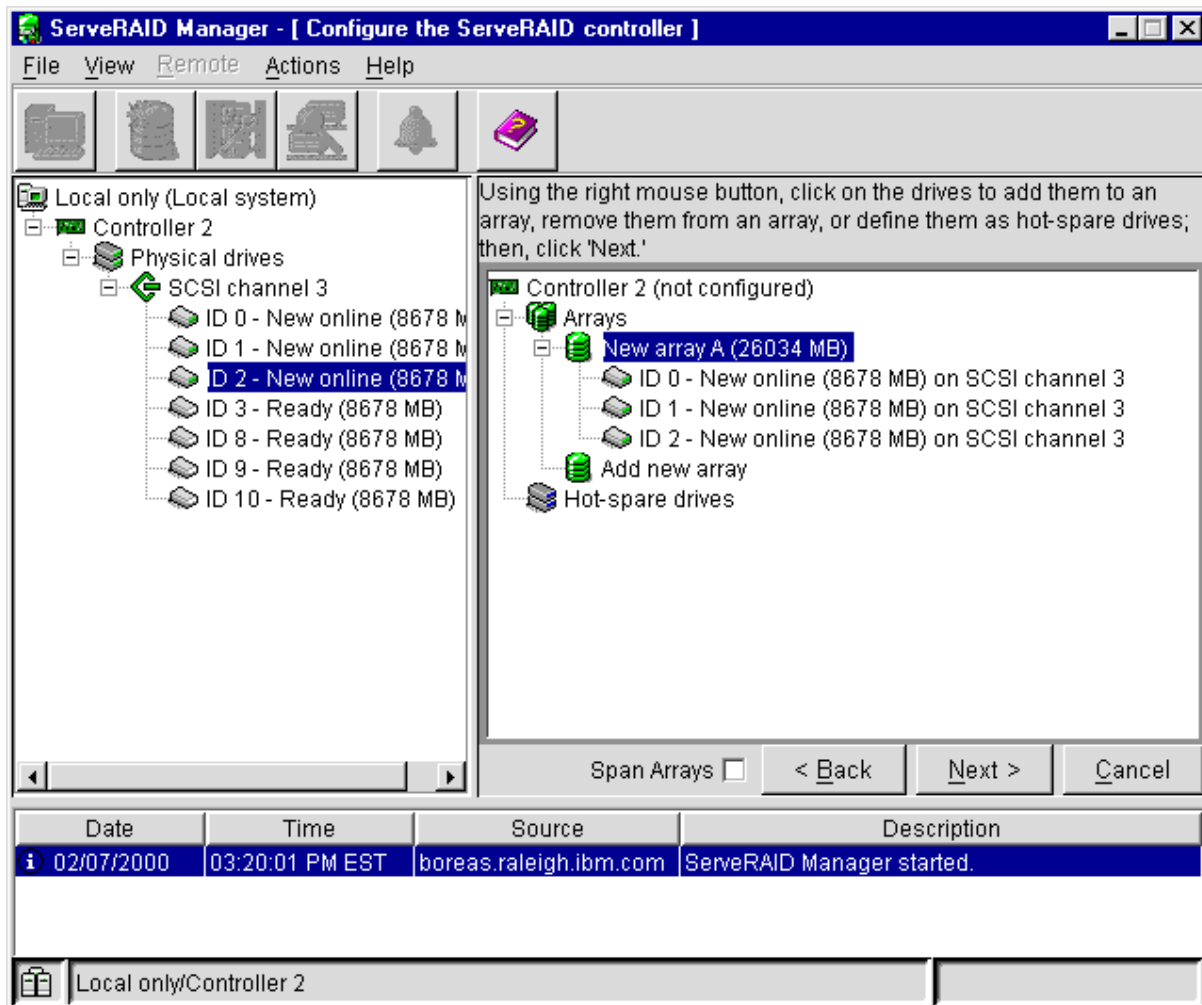 ServeRAID Manager - [ Configure the ServeRAID controller ]
File View Remote Actions Help
Local only (Local system)
Controller 2
Physical drives
SCSI channel 3
ID 0 - New online (8678 M
ID 1 - New online (8678 M
ID 2 - New online (8678 M
ID 3 - Ready (8678 MB)
ID 8 - Ready (8678 MB)
ID 9 - Ready (8678 MB)
ID 10 - Ready (8678 MB)
Using the right mouse button, click on the drives to add them to an
array, remove them from an array, or define them as hot-spare drives;
then, click 'Next.'
Controller 2 (not configured)
Arrays
New array A (26034 MB)
ID 0 - New online (8678 MB) on SCSI channel 3
ID 1 - New online (8678 MB) on SCSI channel 3
ID 2 - New online (8678 MB) on SCSI channel 3
Add new array
Hot-spare drives
Span Arrays < Back Next > Cancel
Date Time Source Description
02/07/2000 03:20:01 PM EST boreas.raleigh.ibm.com ServeRAID Manager started.
Local only/Controller 2